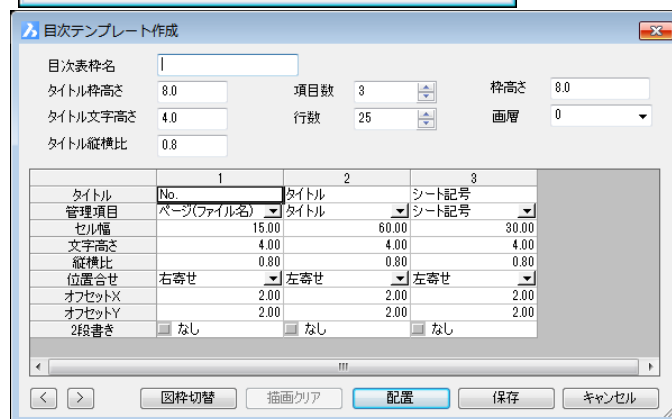 目次テンプレート作成
目次表枠名
タイトル枠高さ 8.0 項目数 3 枠高さ 8.0
タイトル文字高さ 4.0 行数 25 画層 0
タイトル縦横比 0.8
1 2 3
タイトル No. タイトル シート記号
管理項目 ページ(ファイル名) タイトル シート記号
セル幅 15.00 60.00 30.00
文字高さ 4.00 4.00 4.00
縦横比 0.80 0.80 0.80
位置合せ 右寄せ 左寄せ 左寄せ
オフセットX 2.00 2.00 2.00
オフセットY 2.00 2.00 2.00
2段書き なし なし なし
< > 図枠切替 描画クリア 配置 保存 キャンセル